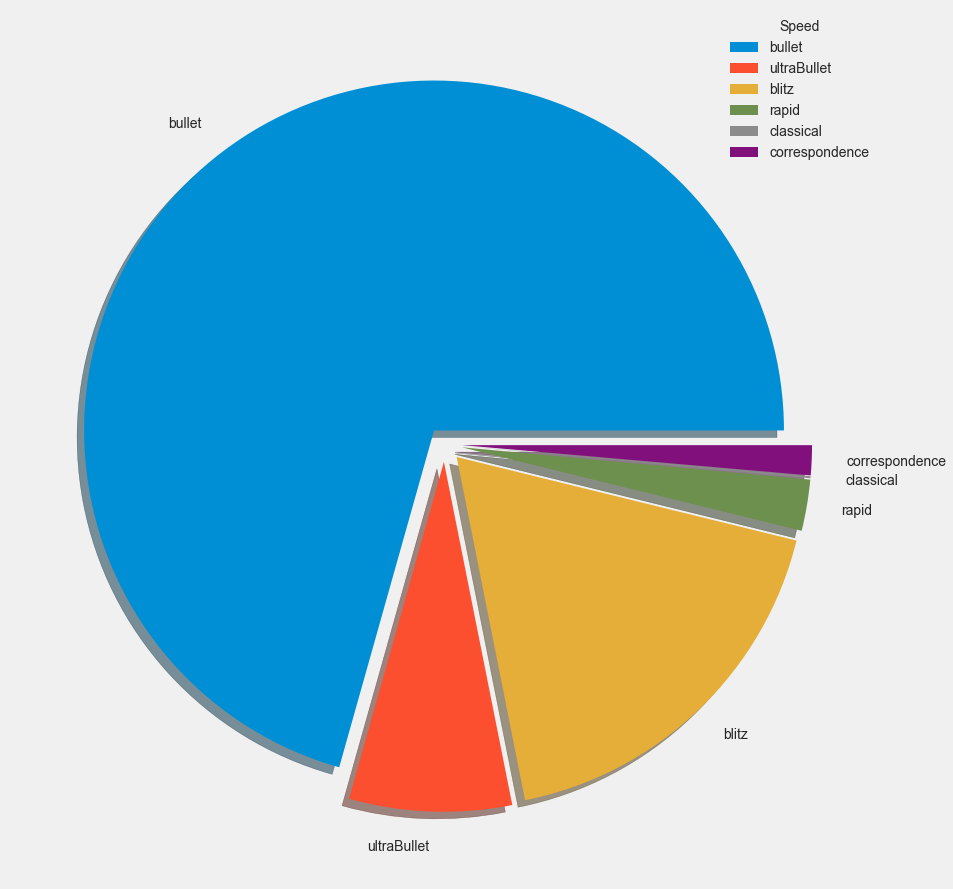 Speed
bullet
ultraBullet
blitz
rapid
classical
correspondence
bullet
correspondence
classical
rapid
blitz
ultraBullet